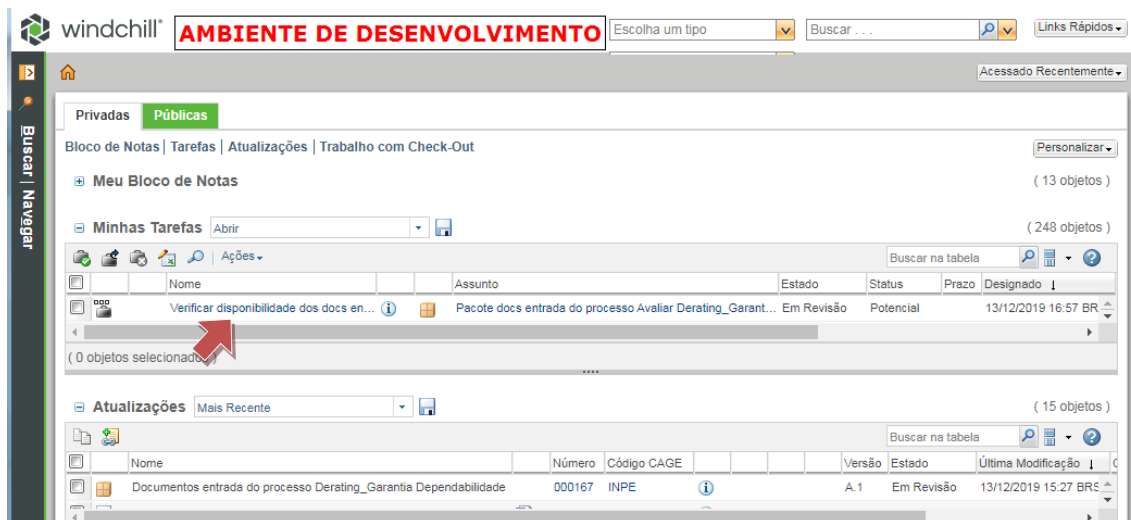 windchill AMBIENTE DE DESENVOLVIMENTO Escolha um tipo Buscar . . . Links Rápidos
Acessado Recentemente
Buscar | Navegar
Privadas Públicas
Bloco de Notas | Tarefas | Atualizações | Trabalho com Check-Out Personalizar
Meu Bloco de Notas ( 13 objetos )
Minhas Tarefas Abrir ( 248 objetos )
Ações Buscar na tabela
Nome Assunto Estado Status Prazo Designado
Verificar disponibilidade dos docs en... Pacote docs entrada do processo Avaliar Derating_Garant... Em Revisão Potencial 13/12/2019 16:57 BR
( 0 objetos selecionados )
Atualizações Mais Recente ( 15 objetos )
Buscar na tabela
Nome Número Código CAGE Versão Estado Última Modificação
Documentos entrada do processo Derating_Garantia Dependabilidade 000167 INPE A.1 Em Revisão 13/12/2019 15:27 BRS